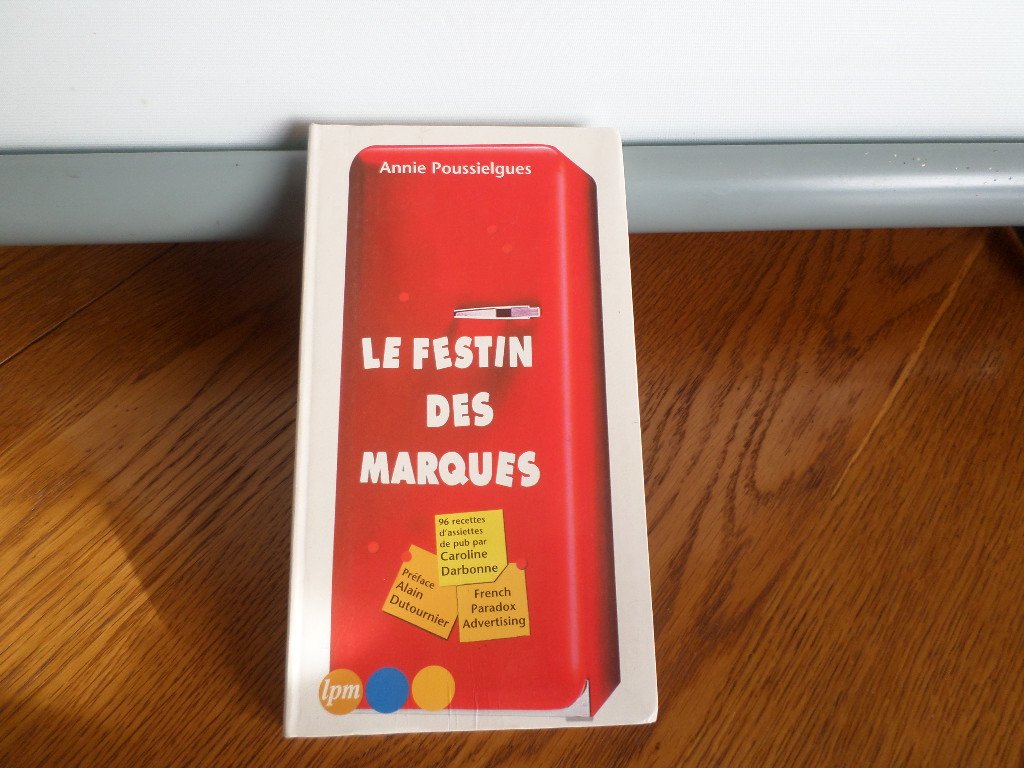 Annie Poussielgues
LE FESTIN
DES
MARQUES
96 recettes
d'assiettes
de pub par
Caroline
Darbonne
Préface
Alain
Dutournier
French
Paradox
Advertising
lpm